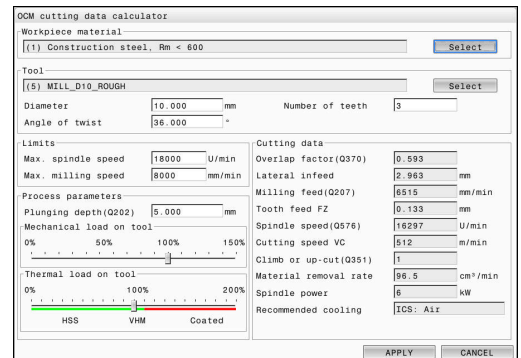 OCM cutting data calculator
Workpiece material
(1) Construction steel, Rm < 600
Select
Tool
(5) MILL_D10_ROUGH
Select
Diameter 10.000 mm Number of teeth 3
Angle of twist 36.000 °
Limits
Max. spindle speed 18000 U/min
Max. milling speed 8000 mm/min
Process parameters
Plunging depth(Q202) 5.000 mm
Mechanical load on tool
0% 50% 100% 150%
Thermal load on tool
0% 100% 200%
HSS VHM Coated
Cutting data
Overlap factor(Q370) 0.593
Lateral infeed 2.963 mm
Milling feed(Q207) 6515 mm/min
Tooth feed FZ 0.133 mm
Spindle speed(Q576) 16297 U/min
Cutting speed VC 512 m/min
Climb or up-cut(Q351) 1
Material removal rate 96.5 cm³/min
Spindle power 6 kW
Recommended cooling ICS: Air
APPLY CANCEL